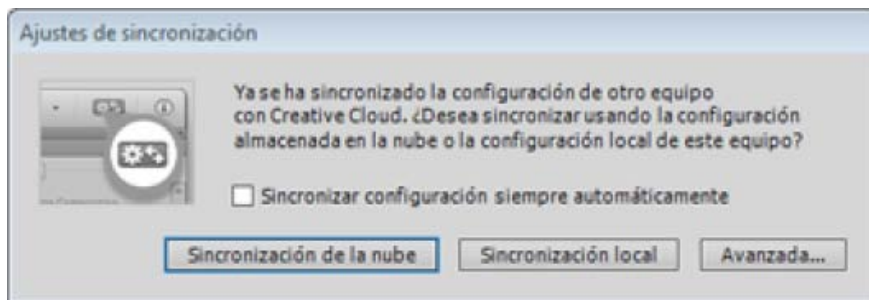 Ajustes de sincronización
Ya se ha sincronizado la configuración de otro equipo
con Creative Cloud. ¿Desea sincronizar usando la configuración
almacenada en la nube o la configuración local de este equipo?
Sincronizar configuración siempre automáticamente
Sincronización de la nube Sincronización local Avanzada...